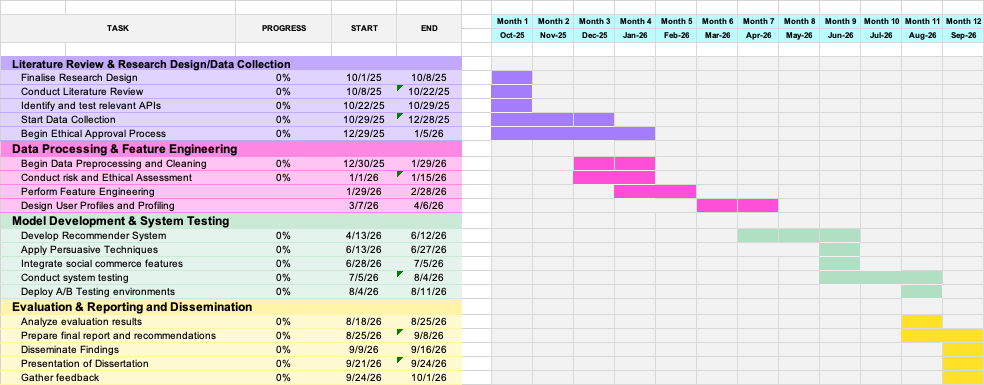 Month 1 Month 2 Month 3 Month 4 Month 5 Month 6 Month 7 Month 8 Month 9 Month 10 Month 11 Month 12
TASK PROGRESS START END
Oct-25 Nov-25 Dec-25 Jan-26 Feb-26 Mar-26 Apr-26 May-26 Jun-26 Jul-26 Aug-26 Sep-26
Literature Review & Research Design/Data Collection
Finalise Research Design 0% 10/1/25 10/8/25
Conduct Literature Review 0% 10/8/25 10/22/25
Identify and test relevant APIs 0% 10/22/25 10/29/25
Start Data Collection 0% 10/29/25 12/28/25
Begin Ethical Approval Process 0% 12/29/25 1/5/26
Data Processing & Feature Engineering
Begin Data Preprocessing and Cleaning 0% 12/30/25 1/29/26
Conduct risk and Ethical Assessment 0% 1/1/26 1/15/26
Perform Feature Engineering 1/29/26 2/28/26
Design User Profiles and Profiling 3/7/26 4/6/26
Model Development & System Testing
Develop Recommender System 0% 4/13/26 6/12/26
Apply Persuasive Techniques 0% 6/13/26 6/27/26
Integrate social commerce features 0% 6/28/26 7/5/26
Conduct system testing 0% 7/5/26 8/4/26
Deploy A/B Testing environments 0% 8/4/26 8/11/26
Evaluation & Reporting and Dissemination
Analyze evaluation results 0% 8/18/26 8/25/26
Prepare final report and recommendations 0% 8/25/26 9/8/26
Disseminate Findings 0% 9/9/26 9/16/26
Presentation of Dissertation 0% 9/21/26 9/24/26
Gather feedback 0% 9/24/26 10/1/26